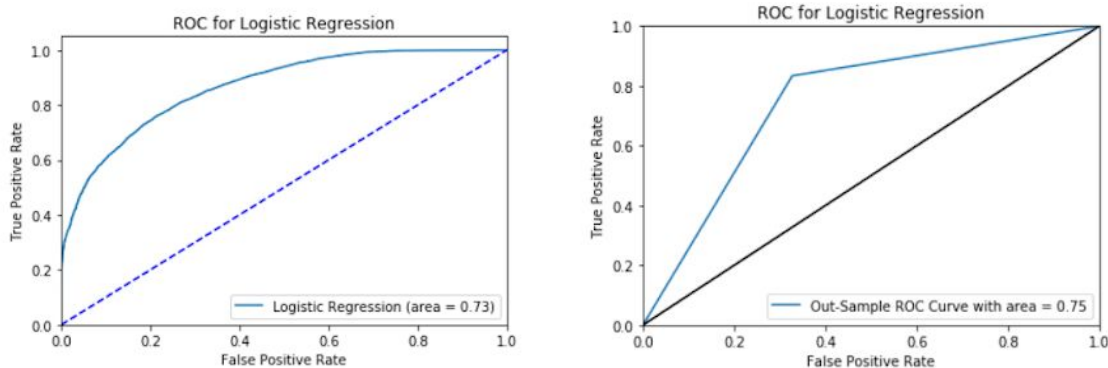 ROC for Logistic Regression
True Positive Rate
1.0
0.8
0.6
0.4
0.2
0.0
Logistic Regression (area = 0.73)
0.0 0.2 0.4 0.6 0.8 1.0
False Positive Rate
ROC for Logistic Regression
True Positive Rate
1.0
0.8
0.6
0.4
0.2
0.0
Out-Sample ROC Curve with area = 0.75
0.0 0.2 0.4 0.6 0.8 1.0
False Positive Rate